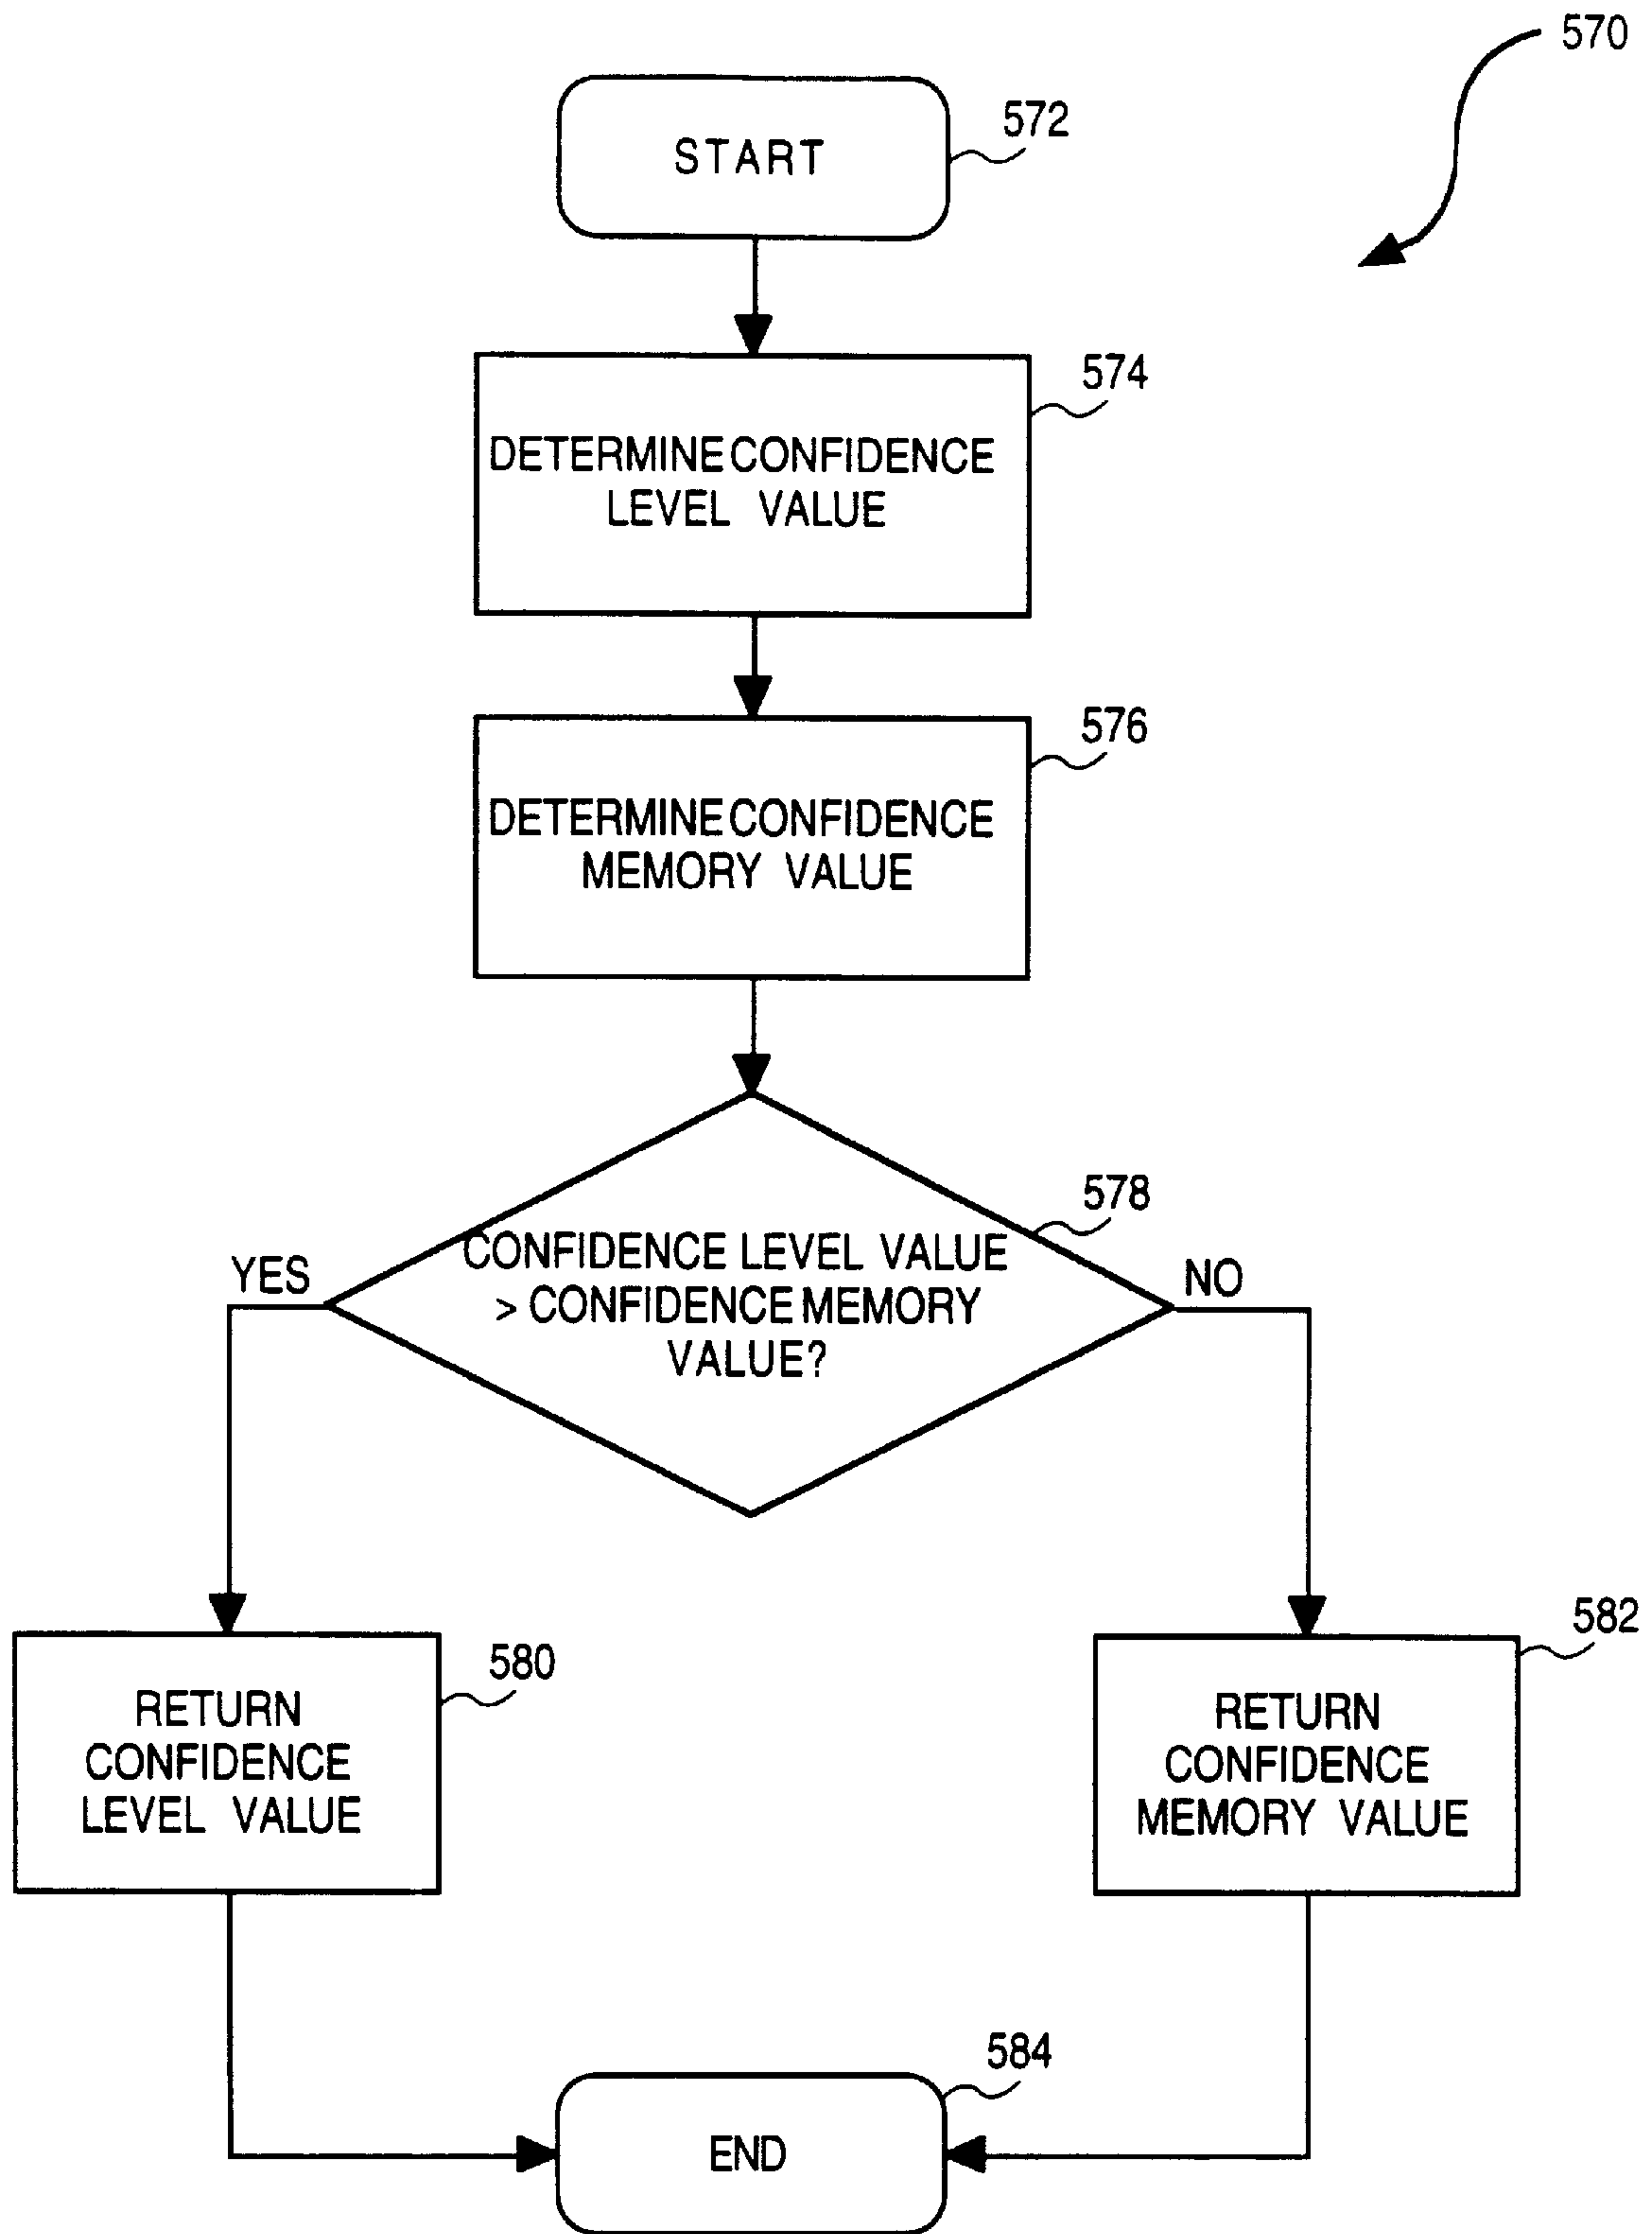 570
572
START
574
DETERMINE CONFIDENCE
LEVEL VALUE
576
DETERMINE CONFIDENCE
MEMORY VALUE
578
CONFIDENCE LEVEL VALUE
> CONFIDENCE MEMORY
VALUE?
YES
NO
580
RETURN
CONFIDENCE
LEVEL VALUE
582
RETURN
CONFIDENCE
MEMORY VALUE
584
END